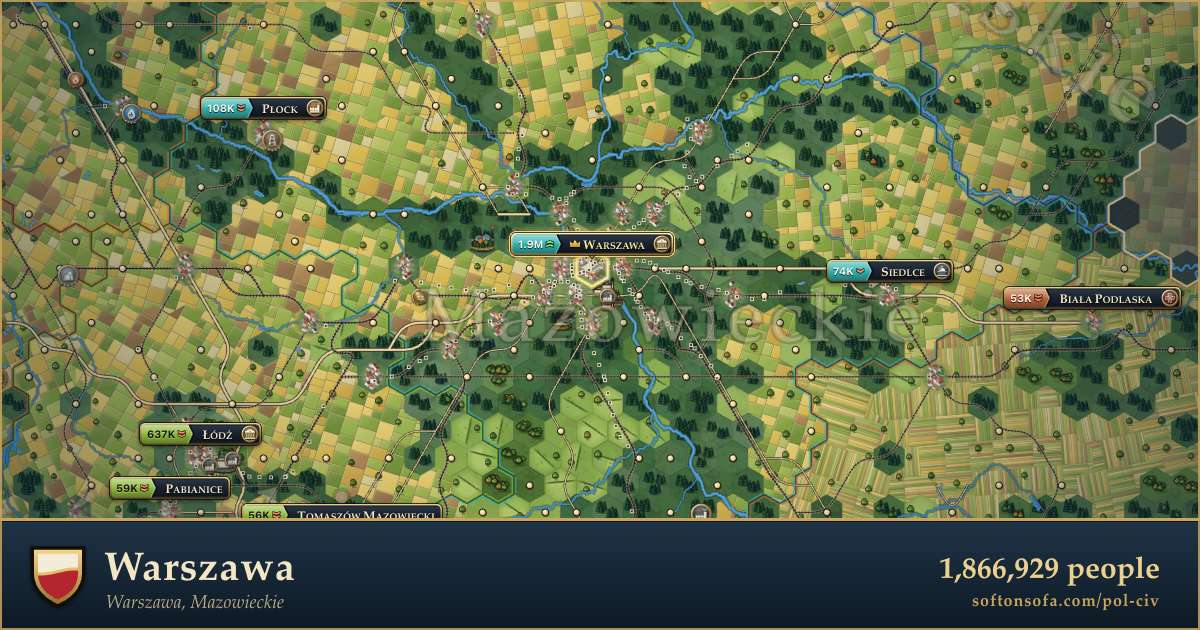 108K PŁOCK
1.9M WARSZAWA
74K SIEDLCE
53K BIAŁA PODLASKA
Mazowieckie
637K ŁÓDŹ
59K PABIANICE
56K TOMASZÓW MAZOWIECKI
Warszawa
Warszawa, Mazowieckie
1,866,929 people
softonsofa.com/pol-civ